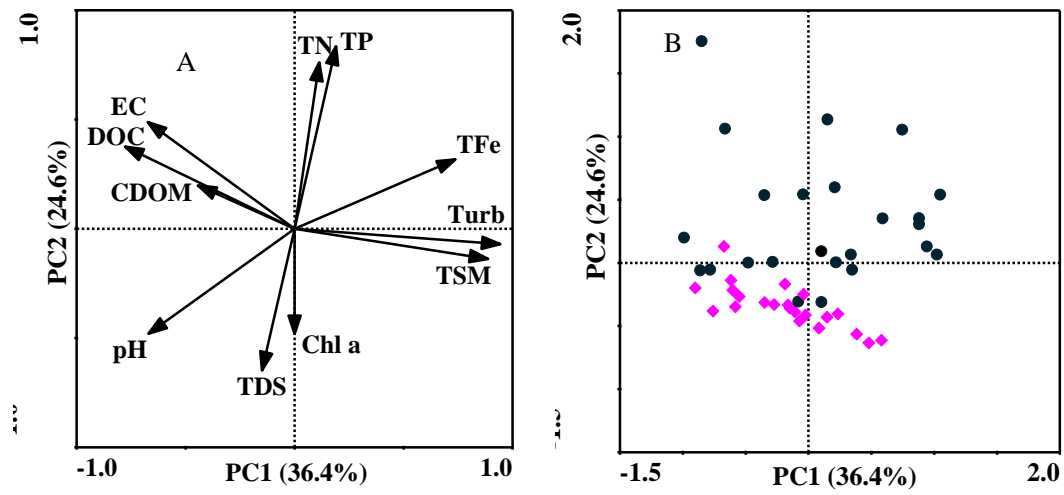 1.0
A
TN TP
EC
DOC
CDOM
TFe
Turb
TSM
pH
TDS
Chl a
PC2 (24.6%)
-1.0
PC1 (36.4%)
1.0
2.0
B
PC2 (24.6%)
-1.5
PC1 (36.4%)
2.0